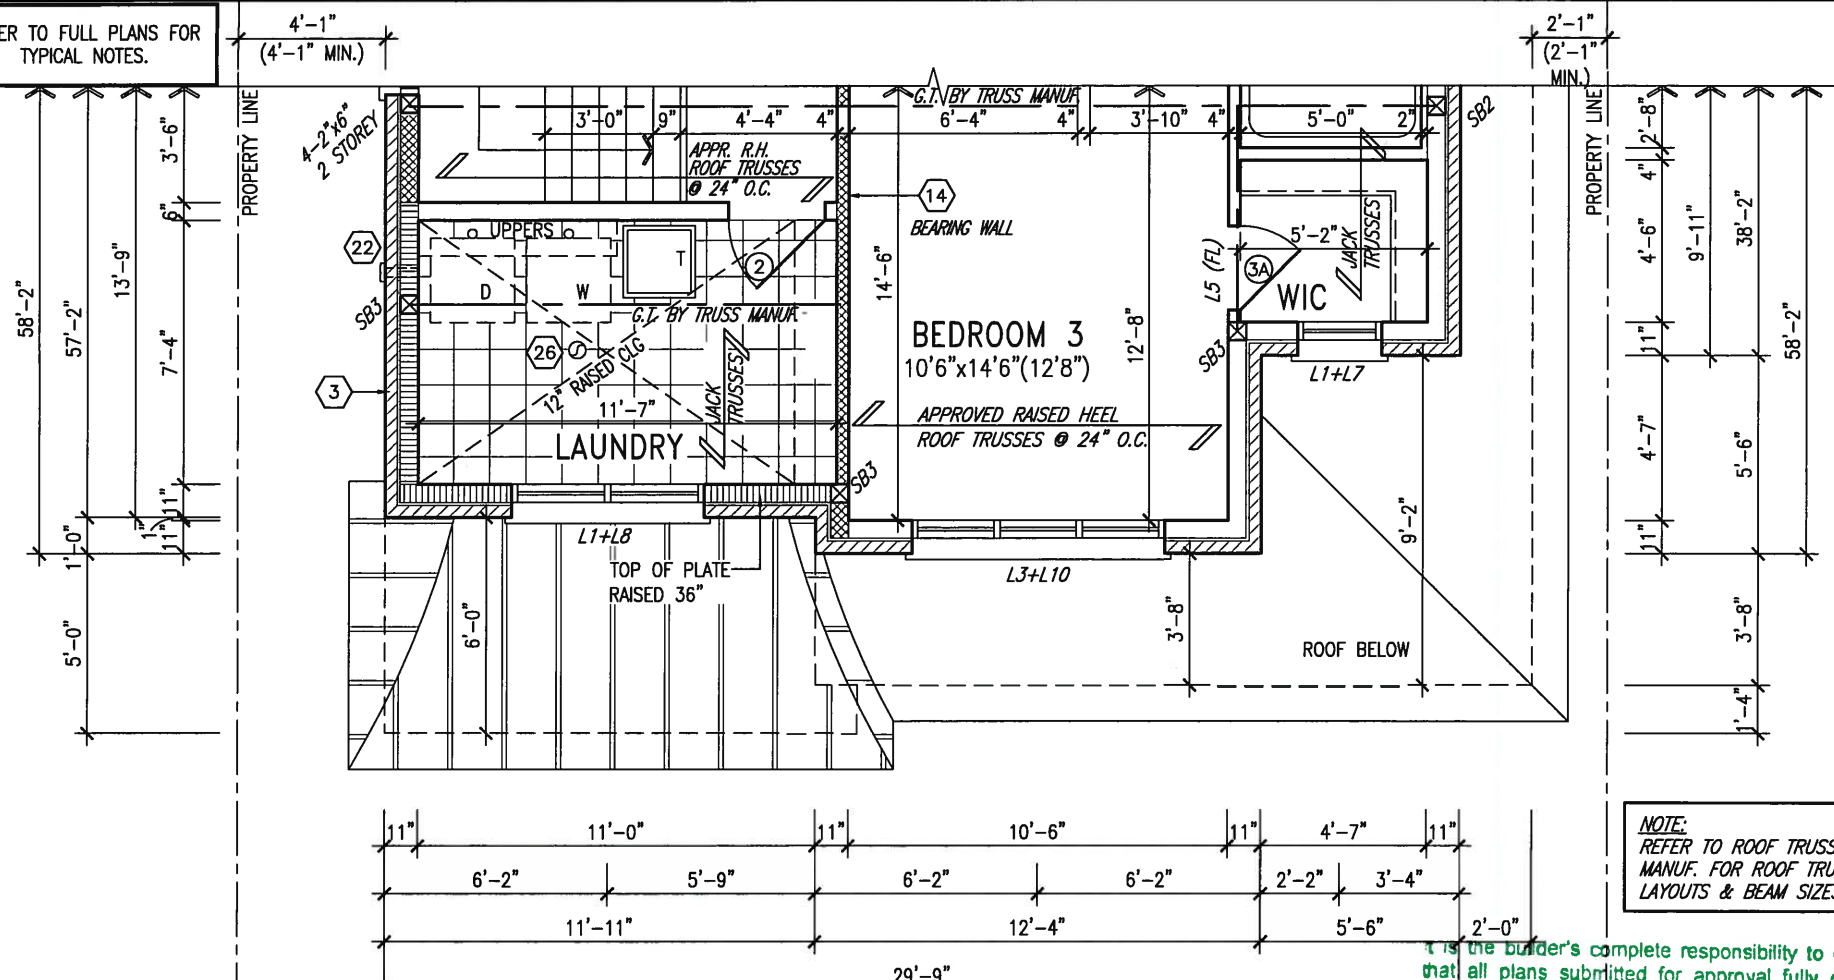 ER TO FULL PLANS FOR
TYPICAL NOTES.
4'-1"
(4'-1" MIN.)
2'-1"
(2'-1"
MIN.)
PROPERTY LINE
4-2"x6"
2 STOREY
G.T. BY TRUSS MANUF.
3'-0" 9" 4'-4" 4" 6'-4" 4" 3'-10" 4" 5'-0" 2"
SB2
PROPERTY LINE
APPR. R.H.
ROOF TRUSSES
@ 24" O.C.
14
BEARING WALL
58'-2"
57'-2"
13'-9"
3'-6"
6"
7'-4"
11"
1"
11"
1'-0"
5'-0"
22
SB3
3
UPPERS
D
W
T
2
G.T. BY TRUSS MANUF.
26
S
12" RAISED CLG
11'-7"
JACK
TRUSSES
LAUNDRY
14'-6"
BEDROOM 3
10'6"x14'6"(12'8")
12'-8"
APPROVED RAISED HEEL
ROOF TRUSSES @ 24" O.C.
L5 (FL)
5'-2"
3A
WIC
JACK
TRUSSES
SB3
L1+L7
SB3
L1+L8
TOP OF PLATE
RAISED 36"
L3+L10
6'-0"
3'-8"
9'-2"
ROOF BELOW
2'-8"
4"
4'-6"
11"
4'-7"
11"
9'-11"
38'-2"
5'-6"
3'-8"
1'-4"
58'-2"
11" 11'-0" 11" 10'-6" 11" 4'-7" 11"
6'-2" 5'-9" 6'-2" 6'-2" 2'-2" 3'-4"
11'-11" 12'-4" 5'-6" 2'-0"
29'-9"
NOTE:
REFER TO ROOF TRUSS
MANUF. FOR ROOF TRU
LAYOUTS & BEAM SIZES
It is the builder's complete responsibility to
that all plans submitted for approval fully